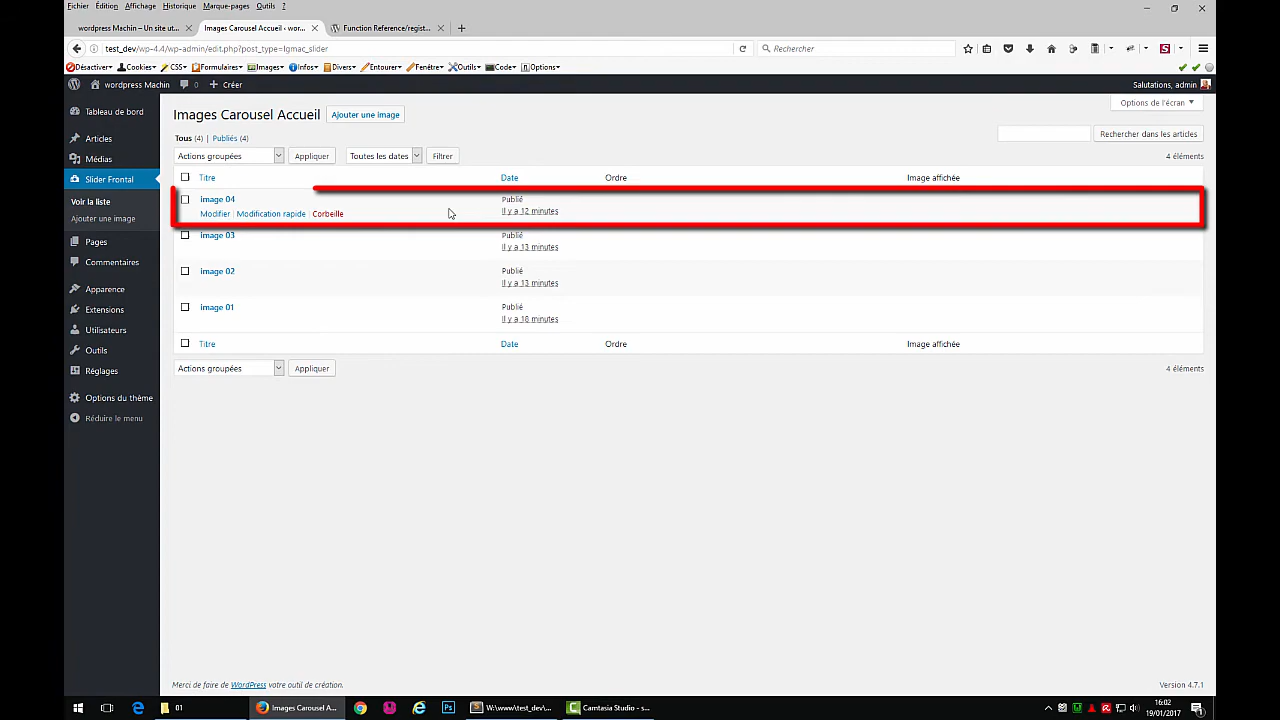 Fichier Édition Affichage Historique Marque-pages Outils ?
wordpress Machin – Un site ut... Images Carousel Accueil ‹ wor... Function Reference/regist...
test_dev/wp-4.4/wp-admin/edit.php?post_type=lgmac_slider Rechercher
Désactiver Cookies CSS Formulaires Images Infos Divers Entourer Fenêtre Outils Code Options
wordpress Machin 0 Créer Salutations, admin
Tableau de bord
Articles
Médias
Slider Frontal
Voir la liste
Ajouter une image
Pages
Commentaires
Apparence
Extensions
Utilisateurs
Outils
Réglages
Options du thème
Réduire le menu
Options de l'écran
Images Carousel Accueil Ajouter une image
Tous (4) | Publiés (4)
Rechercher dans les articles
Actions groupées Appliquer Toutes les dates Filtrer 4 éléments
Titre Date Ordre Image affichée
image 04 Publié
Modifier | Modification rapide | Corbeille Il y a 12 minutes
image 03 Publié
Il y a 13 minutes
image 02 Publié
Il y a 13 minutes
image 01 Publié
Il y a 18 minutes
Titre Date Ordre Image affichée
Actions groupées Appliquer 4 éléments
Merci de faire de WordPress votre outil de création. Version 4.7.1
01 Images Carousel A... W:\www\test_dev\... Camtasia Studio - s...
16:02
19/01/2017